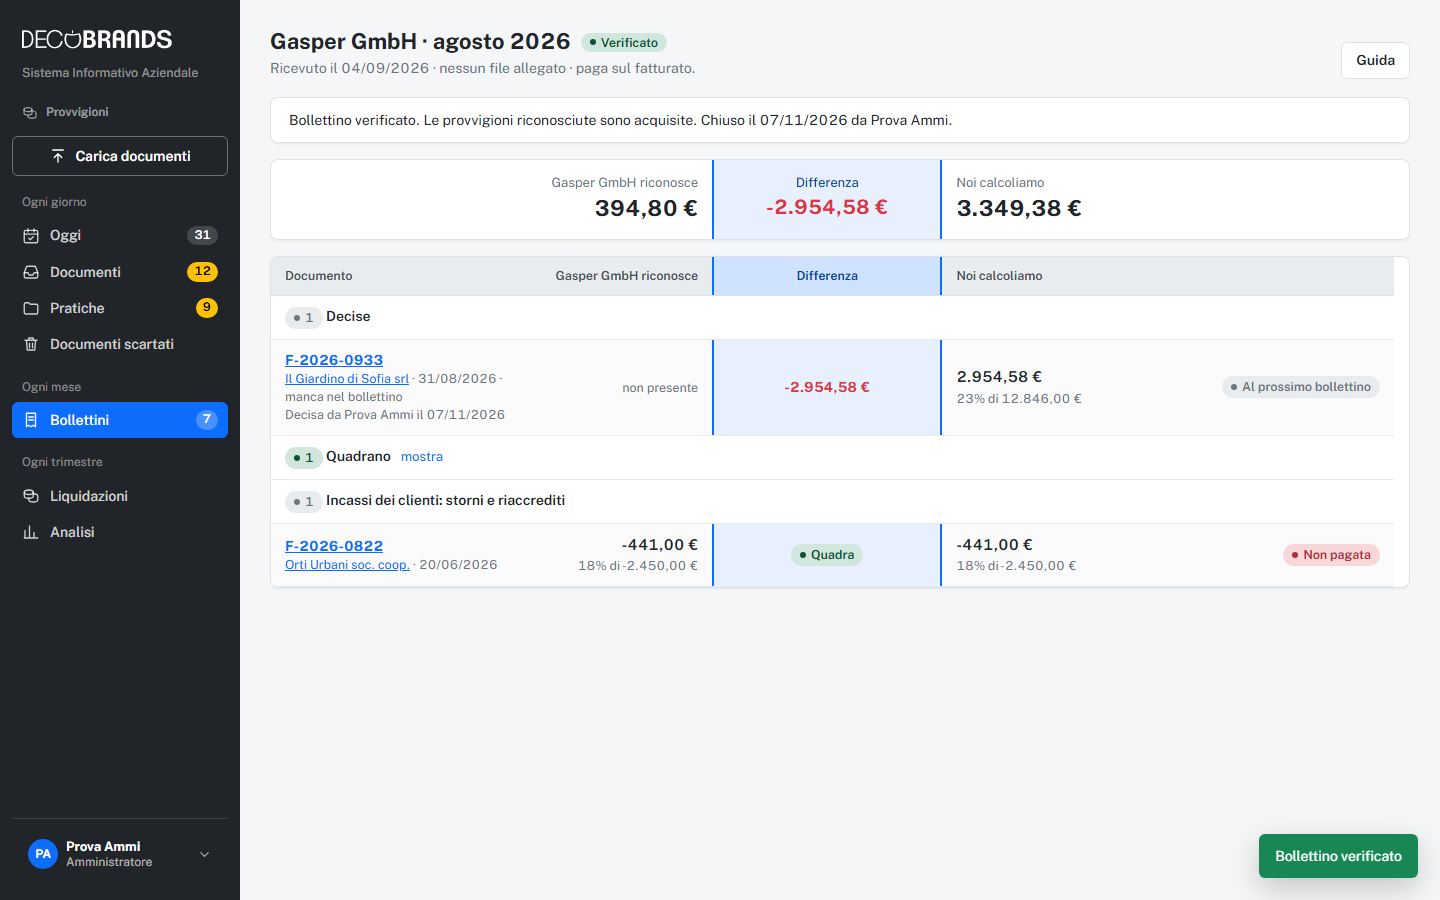 DECOBRANDS
Sistema Informativo Aziendale
Provvigioni
Carica documenti
Ogni giorno
Oggi 31
Documenti 12
Pratiche 9
Documenti scartati
Ogni mese
Bollettini 7
Ogni trimestre
Liquidazioni
Analisi
PA
Prova Ammi
Amministratore
Gasper GmbH · agosto 2026 Verificato
Ricevuto il 04/09/2026 · nessun file allegato · paga sul fatturato.
Guida
Bollettino verificato. Le provvigioni riconosciute sono acquisite. Chiuso il 07/11/2026 da Prova Ammi.
Gasper GmbH riconosce
394,80 €
Differenza
-2.954,58 €
Noi calcoliamo
3.349,38 €
Documento Gasper GmbH riconosce Differenza Noi calcoliamo
1 Decise
F-2026-0933
Il Giardino di Sofia srl · 31/08/2026 ·
manca nel bollettino
Decisa da Prova Ammi il 07/11/2026
non presente
-2.954,58 €
2.954,58 €
23% di 12.846,00 €
Al prossimo bollettino
1 Quadrano mostra
1 Incassi dei clienti: storni e riaccrediti
F-2026-0822
Orti Urbani soc. coop. · 20/06/2026
-441,00 €
18% di -2.450,00 €
Quadra
-441,00 €
18% di -2.450,00 €
Non pagata
Bollettino verificato